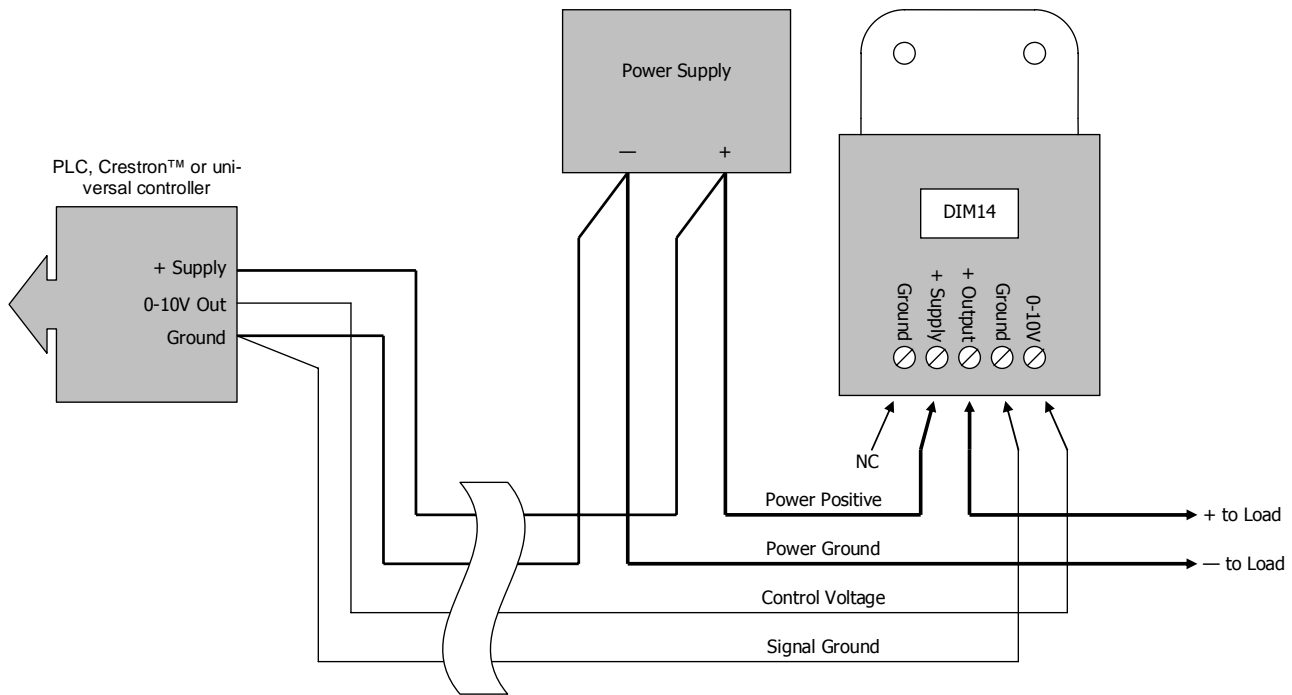 Power Supply
— +
PLC, Crestron™ or uni-
versal controller
+ Supply
0-10V Out
Ground
DIM14
Ground
+ Supply
+ Output
Ground
0-10V
NC
Power Positive
+ to Load
Power Ground
— to Load
Control Voltage
Signal Ground